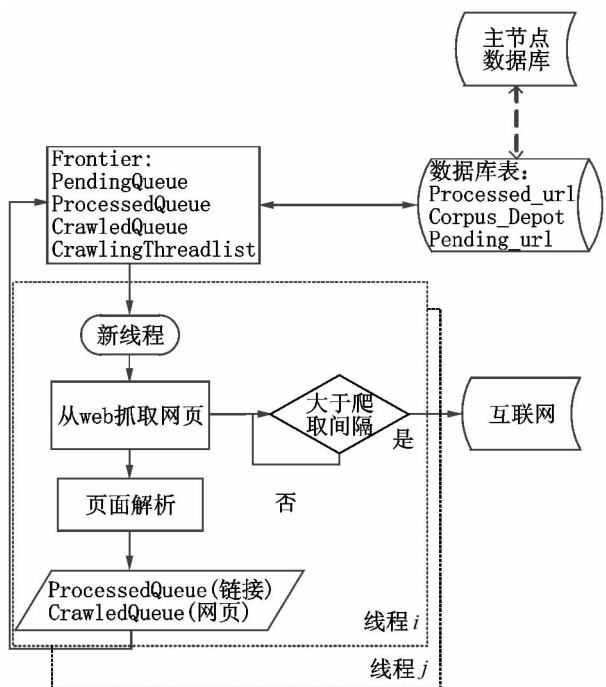 主节点
数据库
Frontier:
PendingQueue
ProcessedQueue
CrawledQueue
CrawlingThreadlist
数据库表:
Processed_url
Corpus_Depot
Pending_url
新线程
从web抓取网页
大于爬
取间隔
是
互联网
否
页面解析
ProcessedQueue(链接)
CrawledQueue(网页)
线程i
线程j